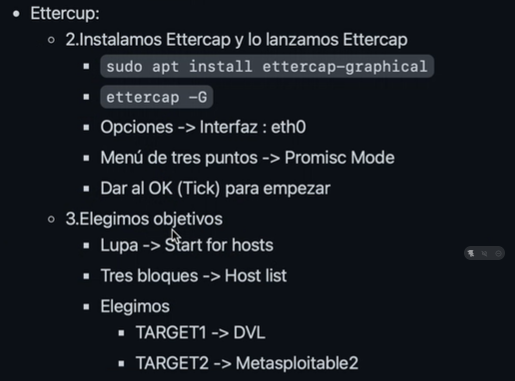 Ettercup:
2.Instalamos Ettercap y lo lanzamos Ettercap
sudo apt install ettercap-graphical
ettercap -G
Opciones -> Interfaz : eth0
Menú de tres puntos -> Promisc Mode
Dar al OK (Tick) para empezar
3.Elegimos objetivos
Lupa -> Start for hosts
Tres bloques -> Host list
Elegimos
TARGET1 -> DVL
TARGET2 -> Metasploitable2